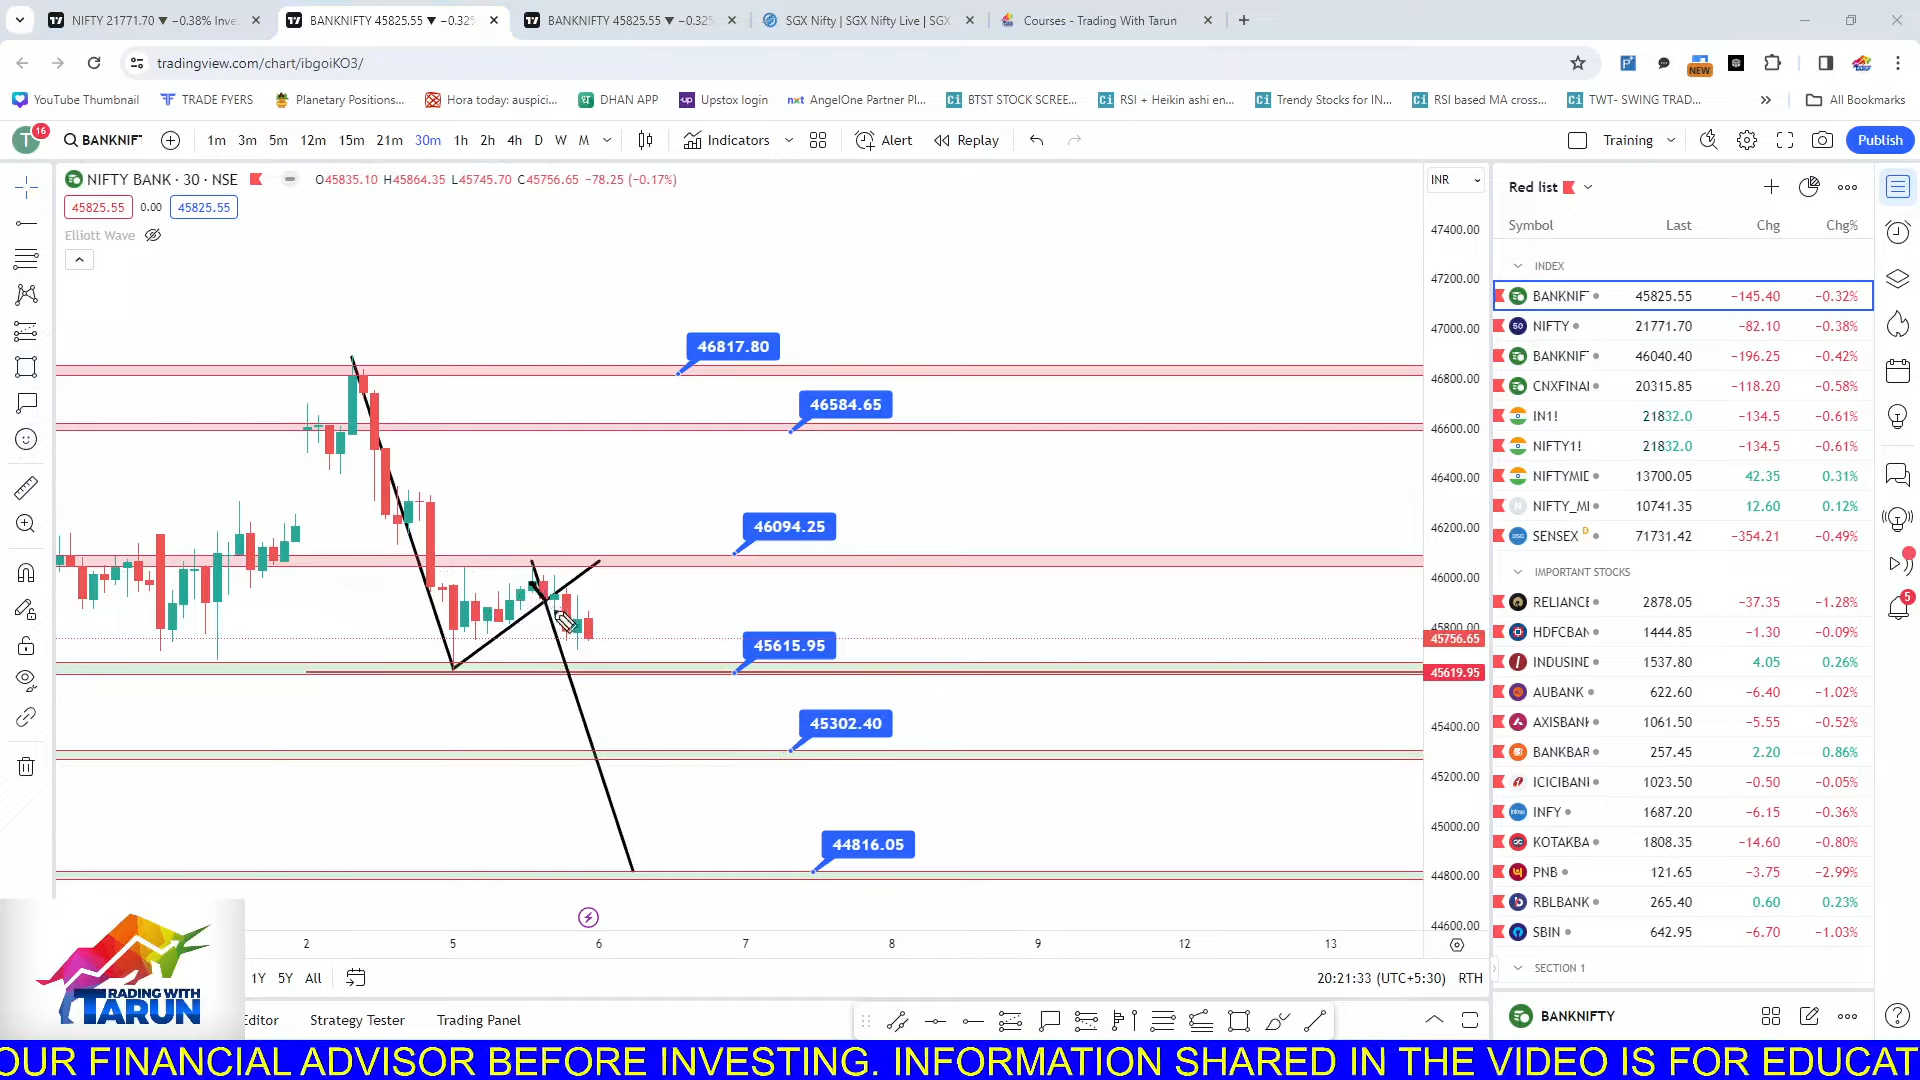 NIFTY 21771.70 ▼ −0.38% Inve
BANKNIFTY 45825.55 ▼ −0.32%
BANKNIFTY 45825.55 ▼ −0.32%
SGX Nifty | SGX Nifty Live | SGX
Courses - Trading With Tarun
tradingview.com/chart/ibgoiKO3/
NEW
YouTube Thumbnail
TRADE FYERS
Planetary Positions...
Hora today: auspici...
DHAN APP
Upstox login
AngelOne Partner Pl...
BTST STOCK SCREE...
RSI + Heikin ashi en...
Trendy Stocks for IN...
RSI based MA cross...
TWT- SWING TRAD...
All Bookmarks
T 16
BANKNIF
1m 3m 5m 12m 15m 21m 30m 1h 2h 4h D W M
Indicators
Alert
Replay
Training
Publish
NIFTY BANK · 30 · NSE
O45835.10 H45864.35 L45745.70 C45756.65 −78.25 (−0.17%)
45825.55 0.00 45825.55
Elliott Wave
INR
47400.00
47200.00
47000.00
46800.00
46600.00
46400.00
46200.00
46000.00
45800.00
45756.65
45619.95
45400.00
45200.00
45000.00
44800.00
44600.00
46817.80
46584.65
46094.25
45615.95
45302.40
44816.05
2 5 6 7 8 9 12 13
1Y 5Y All
20:21:33 (UTC+5:30) RTH
Editor
Strategy Tester
Trading Panel
Red list
Symbol Last Chg Chg%
INDEX
BANKNIF 45825.55 −145.40 −0.32%
NIFTY 21771.70 −82.10 −0.38%
BANKNIF 46040.40 −196.25 −0.42%
CNXFINAI 20315.85 −118.20 −0.58%
IN1! 21832.0 −134.5 −0.61%
NIFTY1! 21832.0 −134.5 −0.61%
NIFTYMIE 13700.05 42.35 0.31%
NIFTY_MI 10741.35 12.60 0.12%
SENSEX D 71731.42 −354.21 −0.49%
IMPORTANT STOCKS
RELIANCE 2878.05 −37.35 −1.28%
HDFCBAN 1444.85 −1.30 −0.09%
INDUSINE 1537.80 4.05 0.26%
AUBANK 622.60 −6.40 −1.02%
AXISBANK 1061.50 −5.55 −0.52%
BANKBAR 257.45 2.20 0.86%
ICICIBANI 1023.50 −0.50 −0.05%
INFY 1687.20 −6.15 −0.36%
KOTAKBA 1808.35 −14.60 −0.80%
PNB 121.65 −3.75 −2.99%
RBLBANK 265.40 0.60 0.23%
SBIN 642.95 −6.70 −1.03%
SECTION 1
BANKNIFTY
5
TRADING WITH
TARUN
OUR FINANCIAL ADVISOR BEFORE INVESTING. INFORMATION SHARED IN THE VIDEO IS FOR EDUCAT